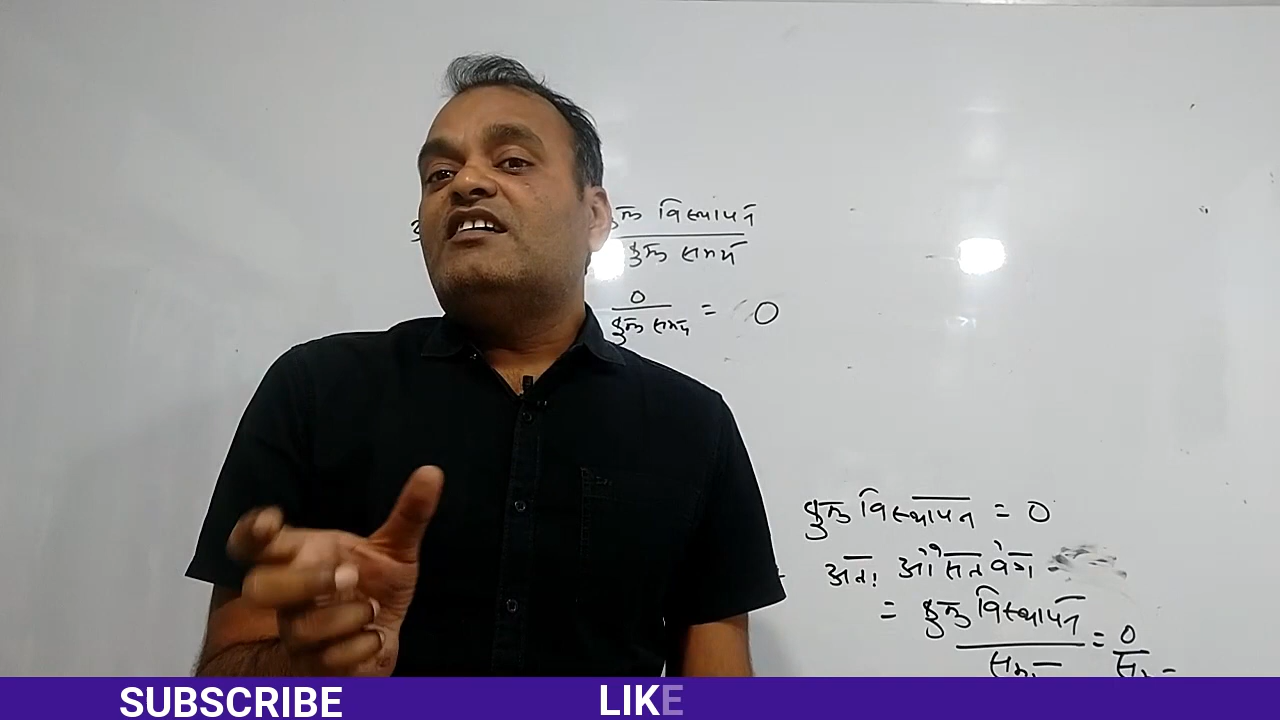 कुल विस्थापन
कुल समय
0
कुल समय = 0
कुल विस्थापन = 0
अतः औसत वेग
= कुल विस्थापन = 0
SUBSCRIBE LIKE